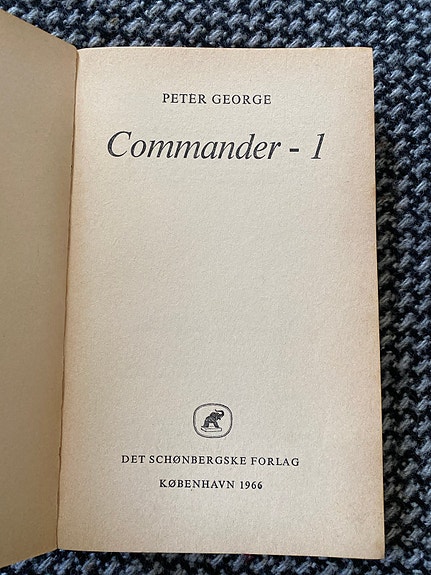 PETER GEORGE
Commander - 1
DET SCHØNBERGSKE FORLAG
KØBENHAVN 1966